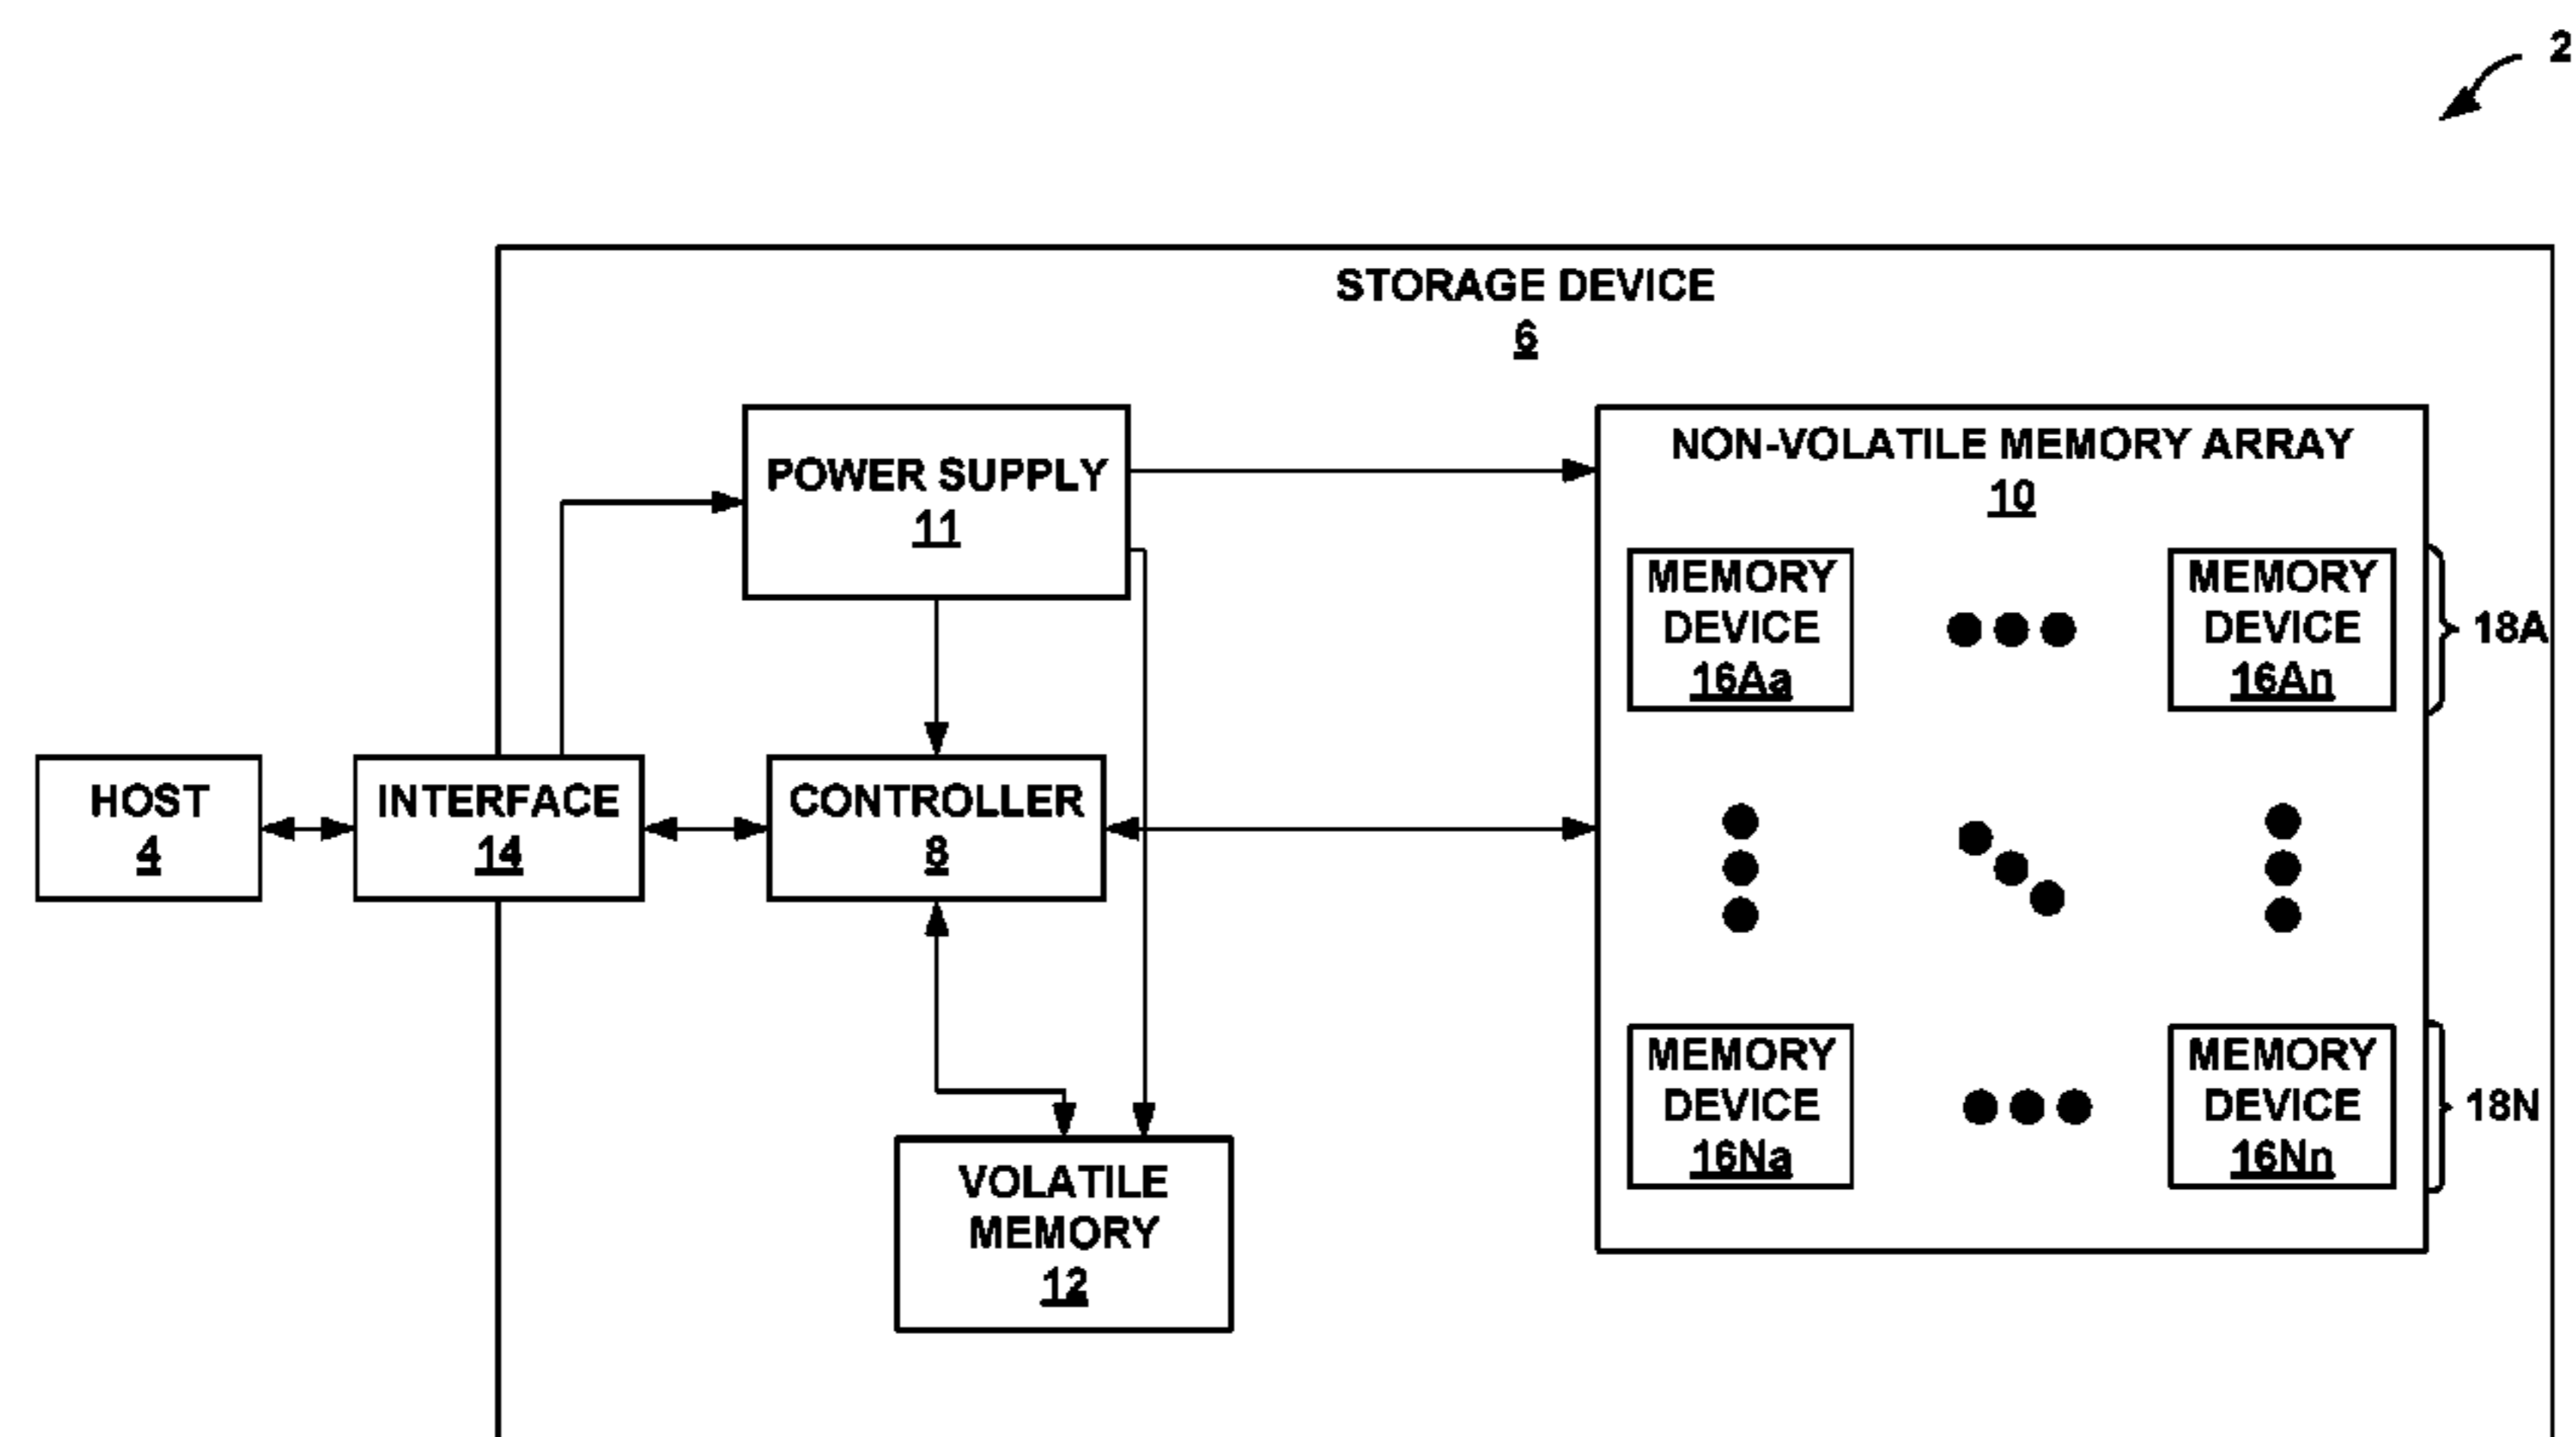 2
STORAGE DEVICE
6
POWER SUPPLY
11
NON-VOLATILE MEMORY ARRAY
10
MEMORY
DEVICE
16Aa
MEMORY
DEVICE
16An
18A
HOST
4
INTERFACE
14
CONTROLLER
8
MEMORY
DEVICE
16Na
MEMORY
DEVICE
16Nn
18N
VOLATILE
MEMORY
12